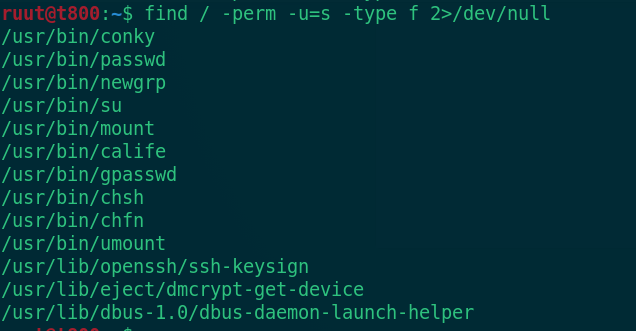 ruut@t800:~$ find / -perm -u=s -type f 2>/dev/null
/usr/bin/conky
/usr/bin/passwd
/usr/bin/newgrp
/usr/bin/su
/usr/bin/mount
/usr/bin/calife
/usr/bin/gpasswd
/usr/bin/chsh
/usr/bin/chfn
/usr/bin/umount
/usr/lib/openssh/ssh-keysign
/usr/lib/eject/dmcrypt-get-device
/usr/lib/dbus-1.0/dbus-daemon-launch-helper
ruut@t800:~$